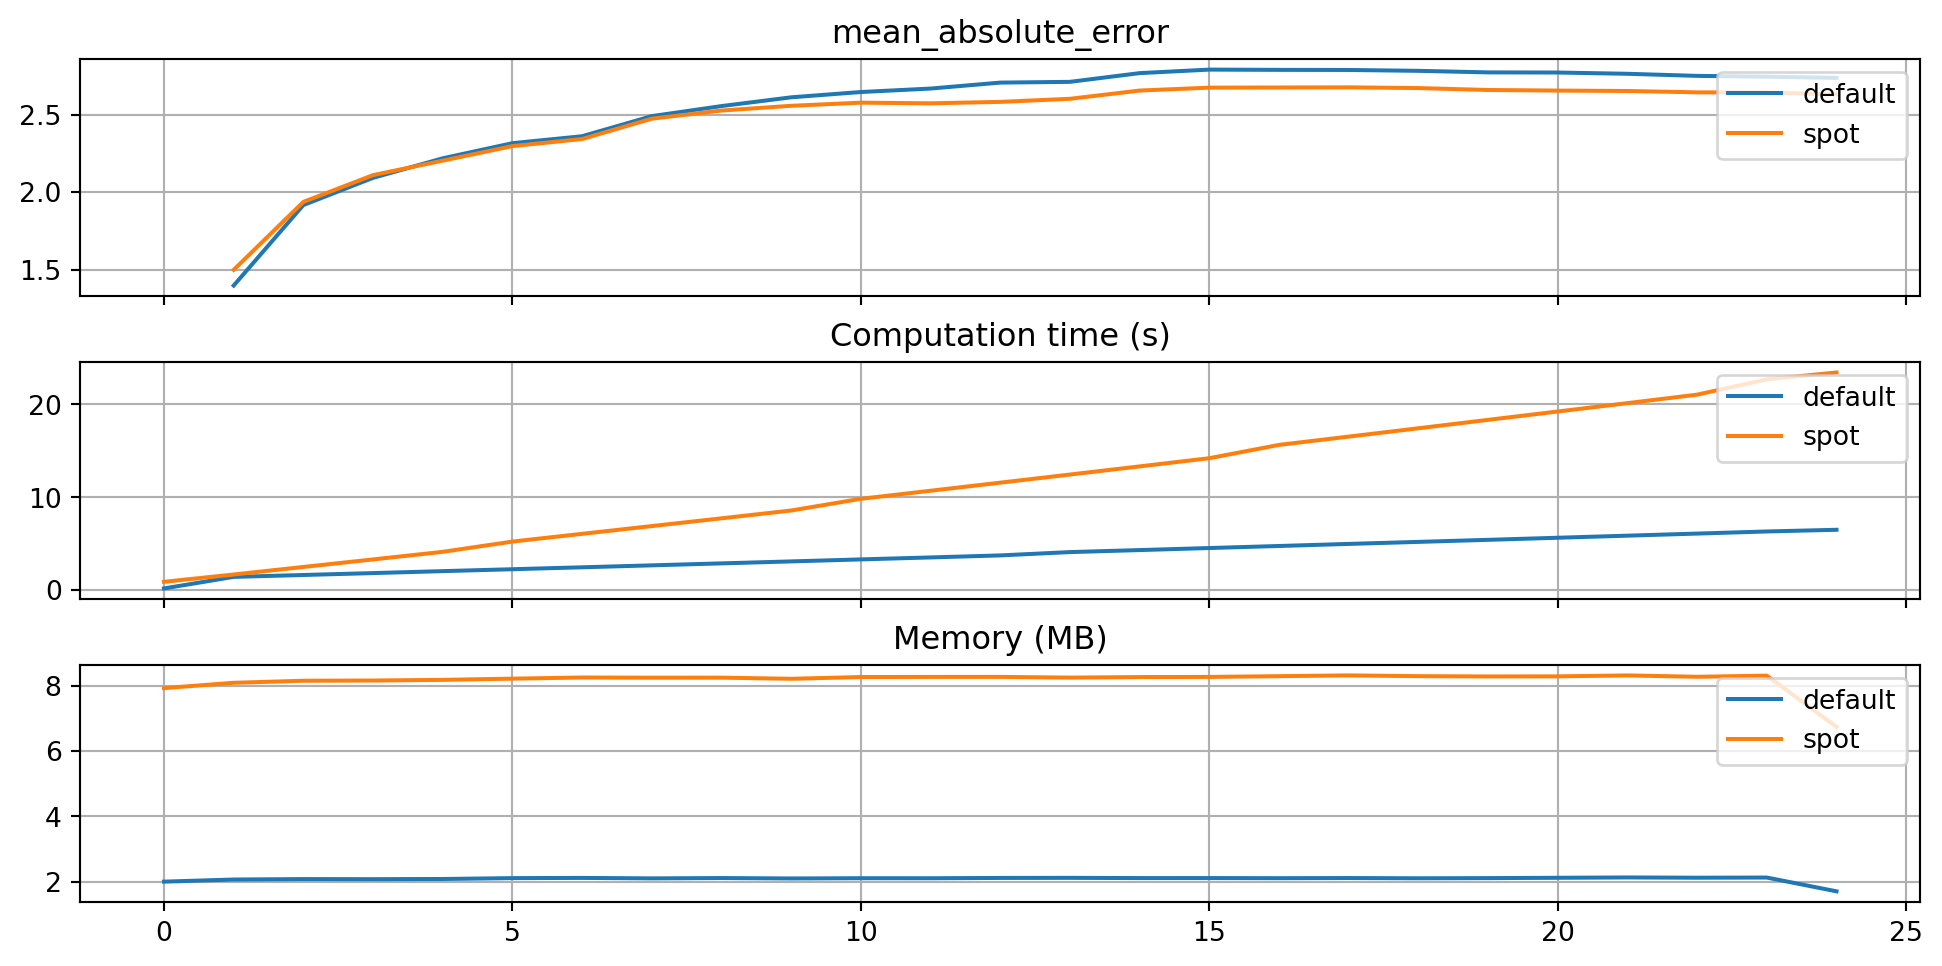 mean_absolute_error
2.5
2.0
1.5
default
spot
Computation time (s)
20
10
0
default
spot
Memory (MB)
8
6
4
2
default
spot
0 5 10 15 20 25